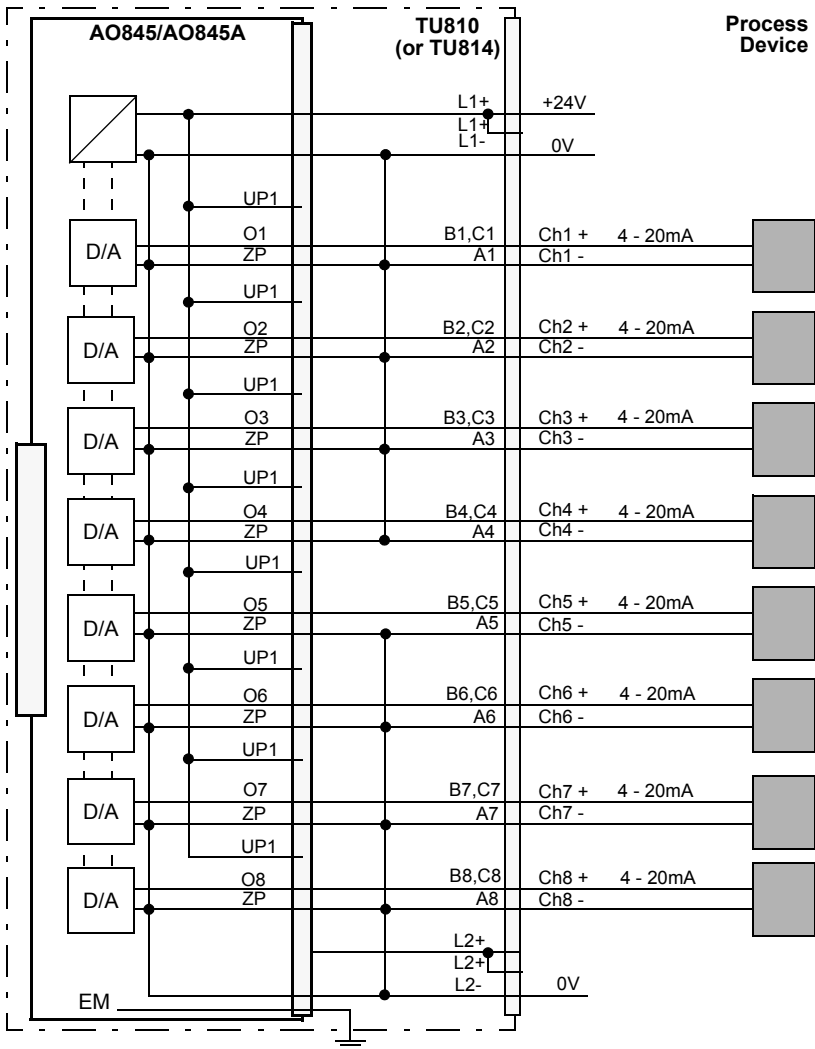 AO845/AO845A
TU810
(or TU814)
Process
Device
L1+ +24V
L1+
L1- 0V
UP1
D/A O1 B1,C1 Ch1 + 4 - 20mA
ZP A1 Ch1 -
UP1
D/A O2 B2,C2 Ch2 + 4 - 20mA
ZP A2 Ch2 -
UP1
D/A O3 B3,C3 Ch3 + 4 - 20mA
ZP A3 Ch3 -
UP1
D/A O4 B4,C4 Ch4 + 4 - 20mA
ZP A4 Ch4 -
UP1
D/A O5 B5,C5 Ch5 + 4 - 20mA
ZP A5 Ch5 -
UP1
D/A O6 B6,C6 Ch6 + 4 - 20mA
ZP A6 Ch6 -
UP1
D/A O7 B7,C7 Ch7 + 4 - 20mA
ZP A7 Ch7 -
UP1
D/A O8 B8,C8 Ch8 + 4 - 20mA
ZP A8 Ch8 -
L2+
L2+
L2- 0V
EM